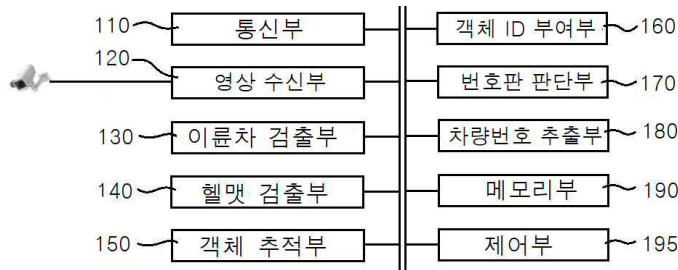 110 통신부 객체 ID 부여부 160
120 영상 수신부 번호판 판단부 170
130 이륜차 검출부 차량번호 추출부 180
140 헬맷 검출부 메모리부 190
150 객체 추적부 제어부 195